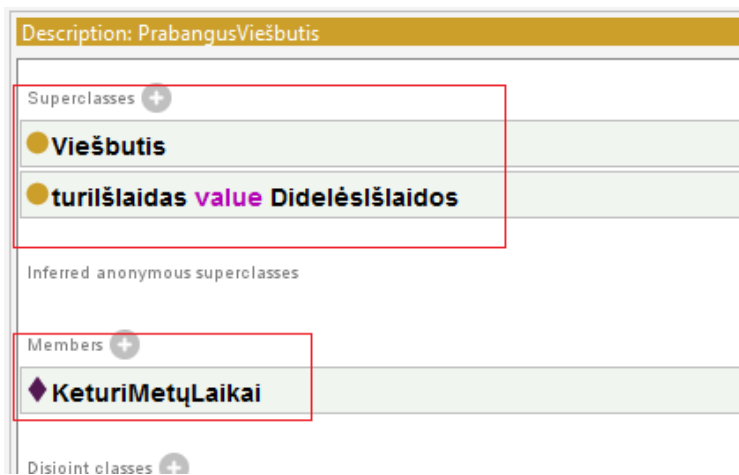 Description: PrabangusViešbutis
Superclasses
Viešbutis
turiIšlaidas value DidelėsIšlaidos
Inferred anonymous superclasses
Members
KeturiMetųLaikai
Disjoint classes